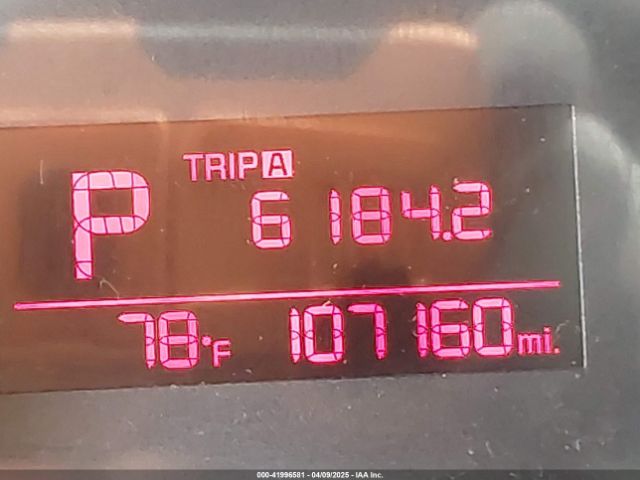 TRIP A
P 6184.2
78°F 107160 mi.
000-41996581 - 04/09/2025 - IAA Inc.